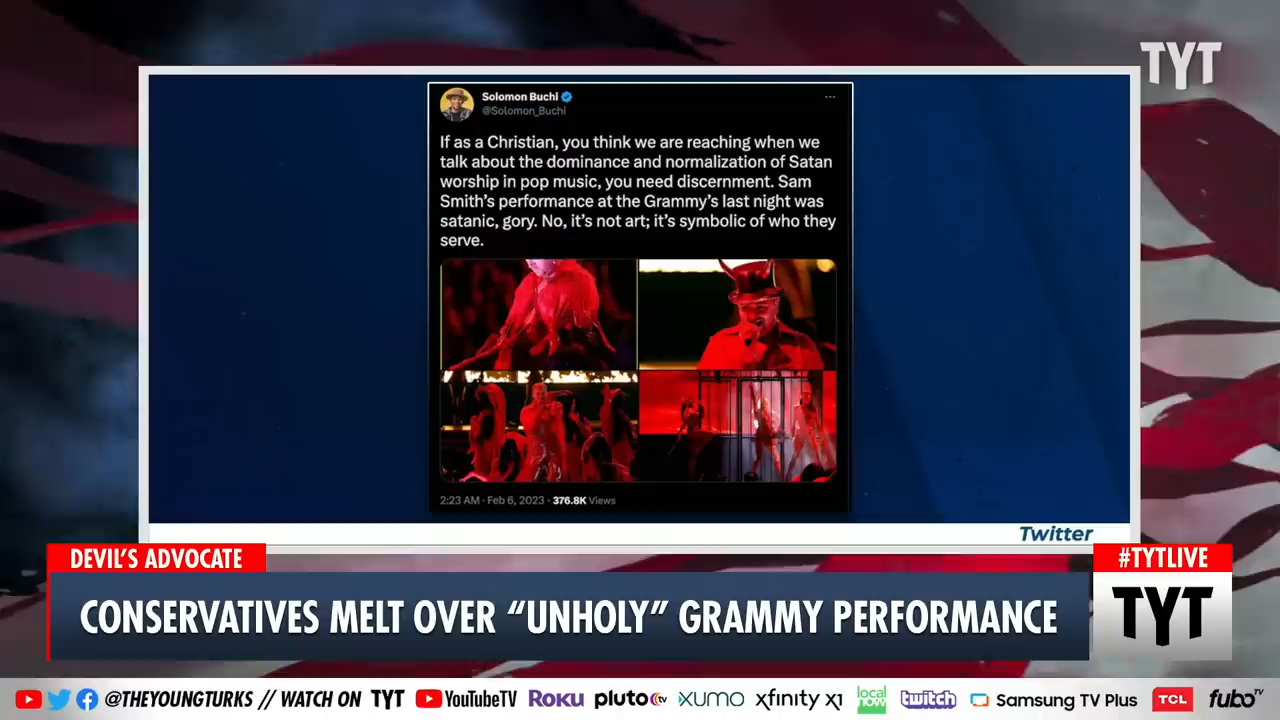 TYT
Solomon Buchi
@Solomon_Buchi
If as a Christian, you think we are reaching when we
talk about the dominance and normalization of Satan
worship in pop music, you need discernment. Sam
Smith's performance at the Grammy's last night was
satanic, gory. No, it's not art; it's symbolic of who they
serve.
2:23 AM · Feb 6, 2023 · 376.8K Views
Twitter
DEVIL'S ADVOCATE
#TYTLIVE
CONSERVATIVES MELT OVER “UNHOLY” GRAMMY PERFORMANCE
TYT
@THEYOUNGTURKS // WATCH ON TYT YouTubeTV ROKU pluto tv XUMO xfinity X1 local now twitch Samsung TV Plus TCL fubo TV